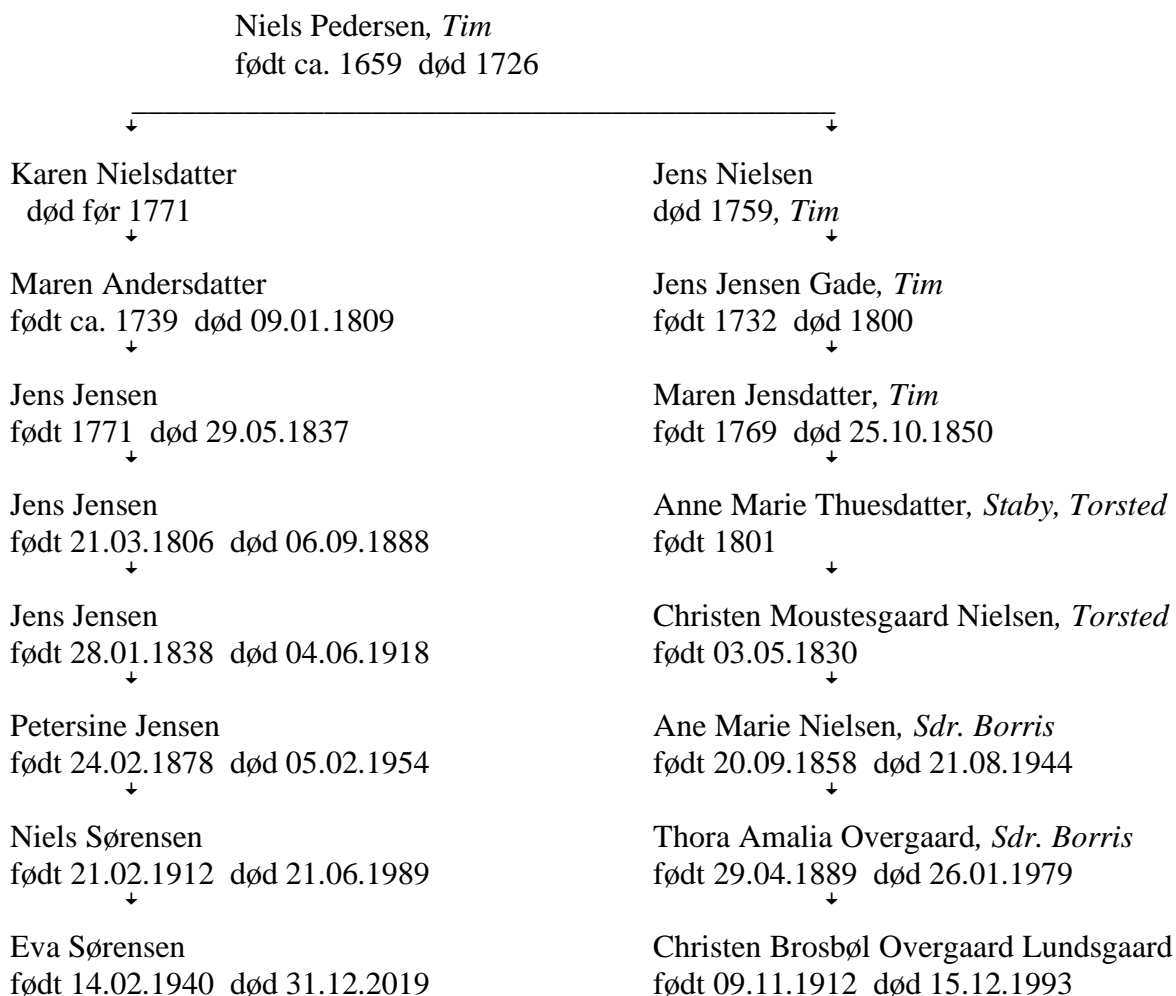 Niels Pedersen, Tim
født ca. 1659  død 1726
Karen Nielsdatter
død før 1771
Jens Nielsen
død 1759, Tim
Maren Andersdatter
født ca. 1739  død 09.01.1809
Jens Jensen Gade, Tim
født 1732  død 1800
Jens Jensen
født 1771  død 29.05.1837
Maren Jensdatter, Tim
født 1769  død 25.10.1850
Jens Jensen
født 21.03.1806  død 06.09.1888
Anne Marie Thuesdatter, Staby, Torsted
født 1801
Jens Jensen
født 28.01.1838  død 04.06.1918
Christen Moustesgaard Nielsen, Torsted
født 03.05.1830
Petersine Jensen
født 24.02.1878  død 05.02.1954
Ane Marie Nielsen, Sdr. Borris
født 20.09.1858  død 21.08.1944
Niels Sørensen
født 21.02.1912  død 21.06.1989
Thora Amalia Overgaard, Sdr. Borris
født 29.04.1889  død 26.01.1979
Eva Sørensen
født 14.02.1940  død 31.12.2019
Christen Brosbøl Overgaard Lundsgaard
født 09.11.1912  død 15.12.1993